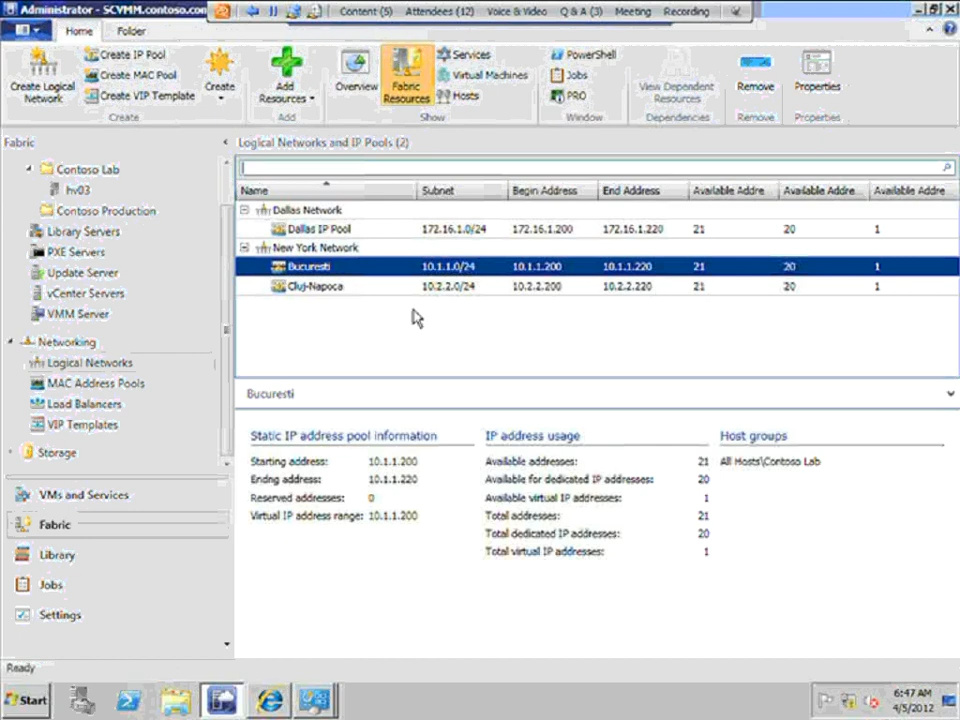 Administrator - SCVMM.contoso.com
Content (5) Attendees (12) Voice & Video Q & A (3) Meeting Recording
Home Folder
Create Logical Network
Create IP Pool
Create MAC Pool
Create VIP Template
Create
Create
Add Resources
Add
Overview
Fabric Resources
Services
Virtual Machines
Hosts
Show
PowerShell
Jobs
PRO
Window
View Dependent Resources
Dependencies
Remove
Remove
Properties
Properties
Fabric
Contoso Lab
hv03
Contoso Production
Library Servers
PXE Servers
Update Server
vCenter Servers
VMM Server
Networking
Logical Networks
MAC Address Pools
Load Balancers
VIP Templates
Storage
VMs and Services
Fabric
Library
Jobs
Settings
Logical Networks and IP Pools (2)
Name Subnet Begin Address End Address Available Addre Available Addre... Available Addre
Dallas Network
Dallas IP Pool 172.16.1.0/24 172.16.1.200 172.16.1.220 21 20 1
New York Network
Bucuresti 10.1.1.0/24 10.1.1.200 10.1.1.220 21 20 1
Cluj-Napoca 10.2.2.0/24 10.2.2.200 10.2.2.220 21 20 1
Bucuresti
Static IP address pool information
Starting address: 10.1.1.200
Endng address: 10.1.1.220
Reserved addresses: 0
Virtual IP address range: 10.1.1.200
IP address usage
Available addresses: 21
Available for dedicated IP addresses: 20
Available virtual IP addresses: 1
Total addresses: 21
Total dedicated IP addresses: 20
Total virtual IP addresses: 1
Host groups
All Hosts\Contoso Lab
Ready
Start
6:47 AM
4/5/2012